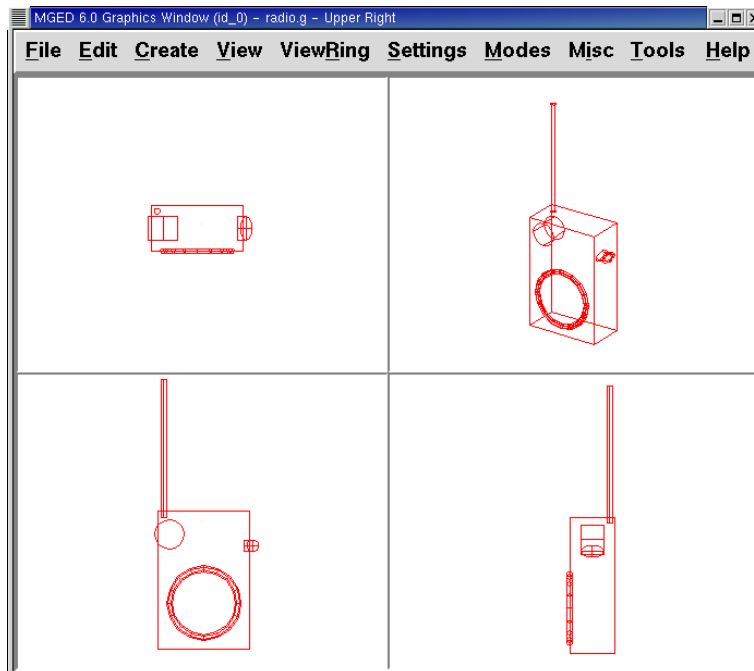 MGED 6.0 Graphics Window (id_0) – radio.g – Upper Right
File Edit Create View ViewRing Settings Modes Misc Tools Help